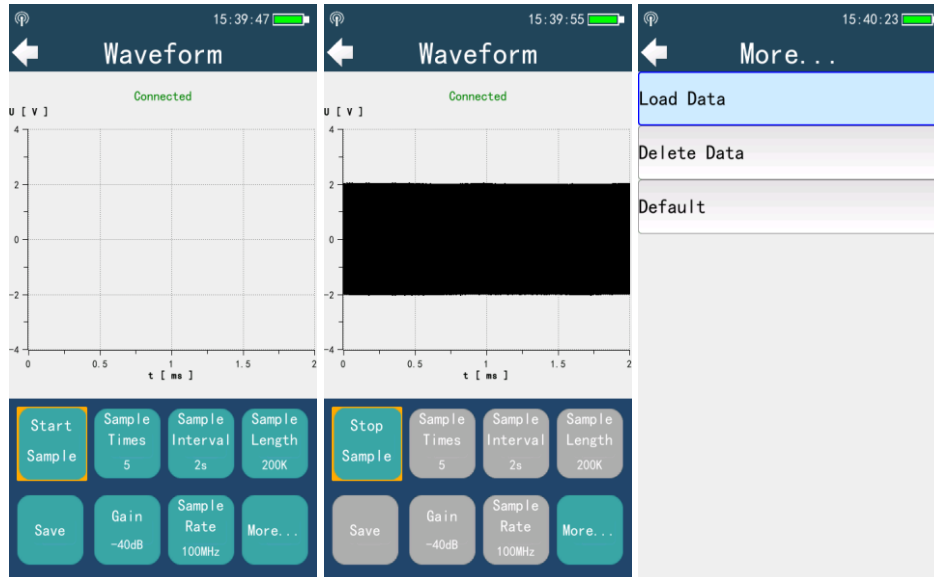 15:39:47
Waveform
Connected
U [ V ]
4
2
0
-2
-4
0 0.5 1 1.5 2
t [ ms ]
Start Sample
Sample Times 5
Sample Interval 2s
Sample Length 200K
Save
Gain -40dB
Sample Rate 100MHz
More...
15:39:55
Waveform
Connected
U [ V ]
4
2
0
-2
-4
0 0.5 1 1.5 2
t [ ms ]
Stop Sample
Sample Times 5
Sample Interval 2s
Sample Length 200K
Save
Gain -40dB
Sample Rate 100MHz
More...
15:40:23
More...
Load Data
Delete Data
Default